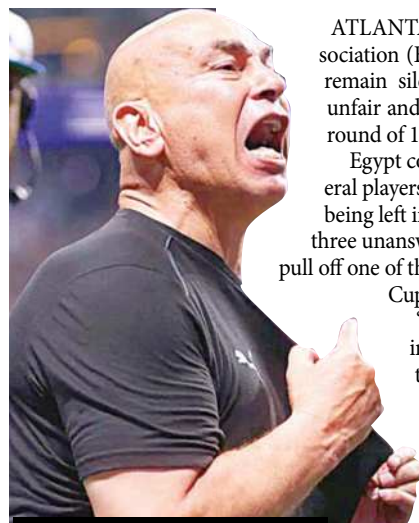 ATLANTA
sociation (
remain sil
unfair and
round of 1
Egypt co
eral players
being left i
three unansw
pull off one of th
Cup
i
t